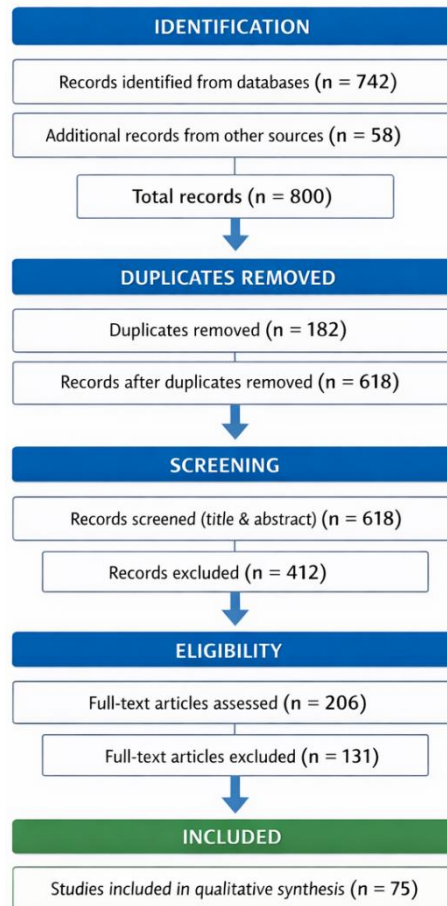 IDENTIFICATION
Records identified from databases (n = 742)
Additional records from other sources (n = 58)
Total records (n = 800)
DUPLICATES REMOVED
Duplicates removed (n = 182)
Records after duplicates removed (n = 618)
SCREENING
Records screened (title & abstract) (n = 618)
Records excluded (n = 412)
ELIGIBILITY
Full-text articles assessed (n = 206)
Full-text articles excluded (n = 131)
INCLUDED
Studies included in qualitative synthesis (n = 75)